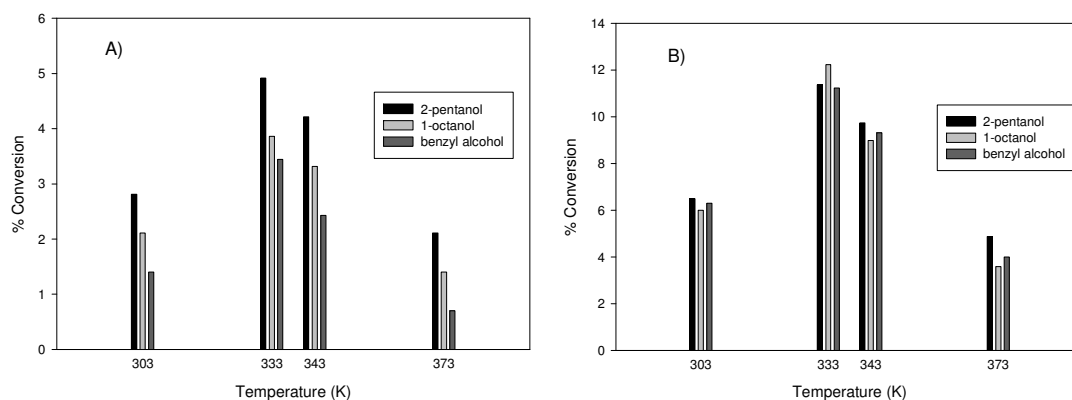 A)
% Conversion
6
5
4
3
2
1
0
2-pentanol
1-octanol
benzyl alcohol
303
333
343
373
Temperature (K)
B)
% Conversion
14
12
10
8
6
4
2
0
2-pentanol
1-octanol
benzyl alcohol
303
333
343
373
Temperature (K)